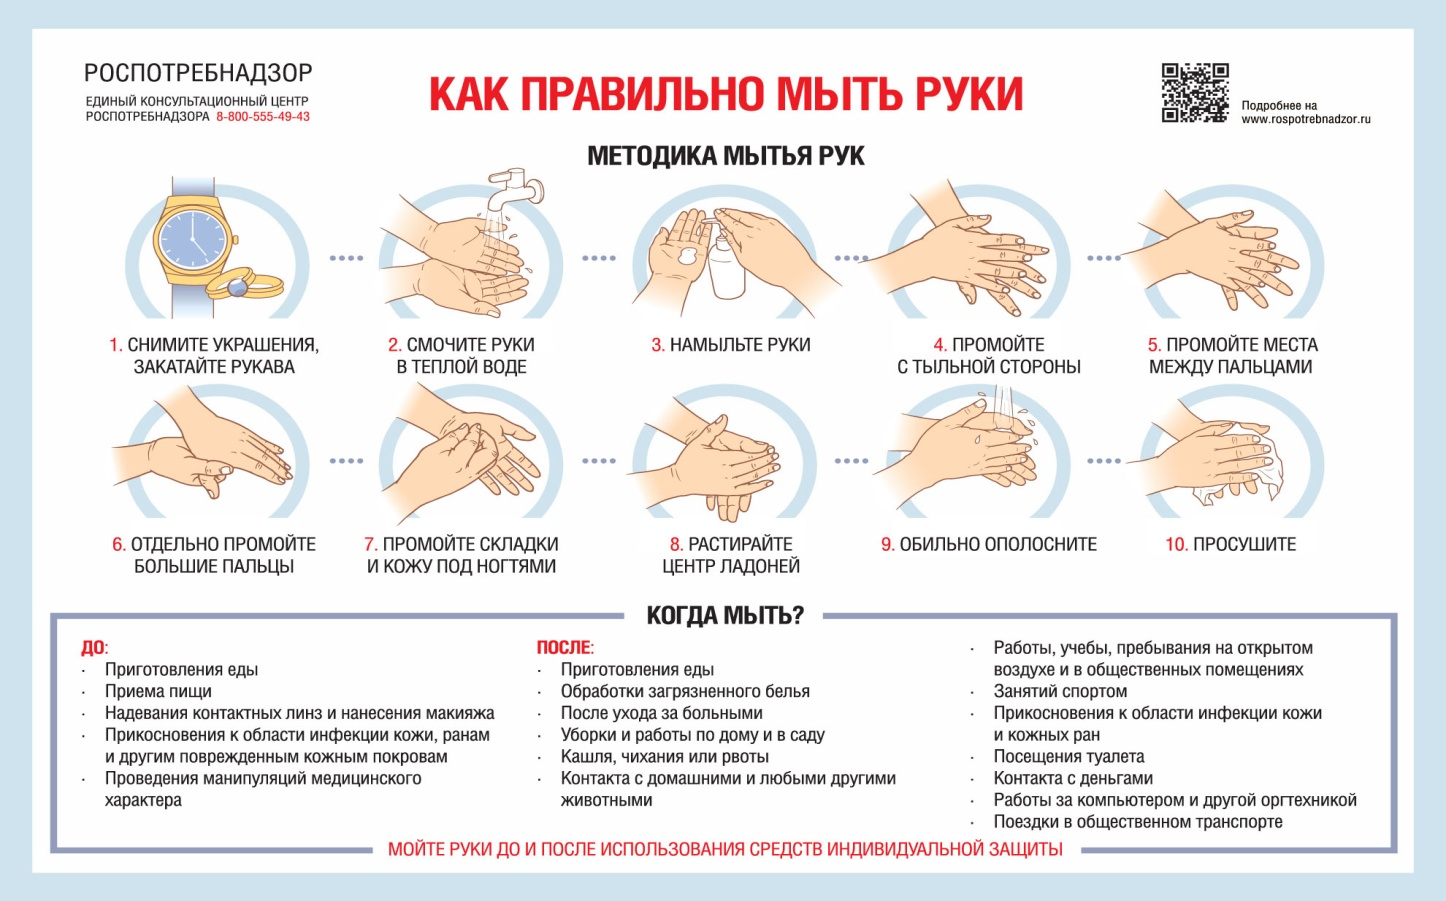 РОСПОТРЕБНАДЗОР
ЕДИНЫЙ КОНСУЛЬТАЦИОННЫЙ ЦЕНТР
РОСПОТРЕБНАДЗОРА 8-800-555-49-43
КАК ПРАВИЛЬНО МЫТЬ РУКИ
Подробнее на
www.rospotrebnadzor.ru
МЕТОДИКА МЫТЬЯ РУК
1. СНИМИТЕ УКРАШЕНИЯ,
ЗАКАТАЙТЕ РУКАВА
2. СМОЧИТЕ РУКИ
В ТЕПЛОЙ ВОДЕ
3. НАМЫЛЬТЕ РУКИ
4. ПРОМОЙТЕ
С ТЫЛЬНОЙ СТОРОНЫ
5. ПРОМОЙТЕ МЕСТА
МЕЖДУ ПАЛЬЦАМИ
6. ОТДЕЛЬНО ПРОМОЙТЕ
БОЛЬШИЕ ПАЛЬЦЫ
7. ПРОМОЙТЕ СКЛАДКИ
И КОЖУ ПОД НОГТЯМИ
8. РАСТИРАЙТЕ
ЦЕНТР ЛАДОНЕЙ
9. ОБИЛЬНО ОПОЛОСНИТЕ
10. ПРОСУШИТЕ
КОГДА МЫТЬ?
ДО:
· Приготовления еды
· Приема пищи
· Надевания контактных линз и нанесения макияжа
· Прикосновения к области инфекции кожи, ранам
и другим поврежденным кожным покровам
· Проведения манипуляций медицинского
характера
ПОСЛЕ:
· Приготовления еды
· Обработки загрязненного белья
· После ухода за больными
· Уборки и работы по дому и в саду
· Кашля, чихания или рвоты
· Контакта с домашними и любыми другими
животными
· Работы, учебы, пребывания на открытом
воздухе и в общественных помещениях
· Занятий спортом
· Прикосновения к области инфекции кожи
и кожных ран
· Посещения туалета
· Контакта с деньгами
· Работы за компьютером и другой оргтехникой
· Поездки в общественном транспорте
МОЙТЕ РУКИ ДО И ПОСЛЕ ИСПОЛЬЗОВАНИЯ СРЕДСТВ ИНДИВИДУАЛЬНОЙ ЗАЩИТЫ